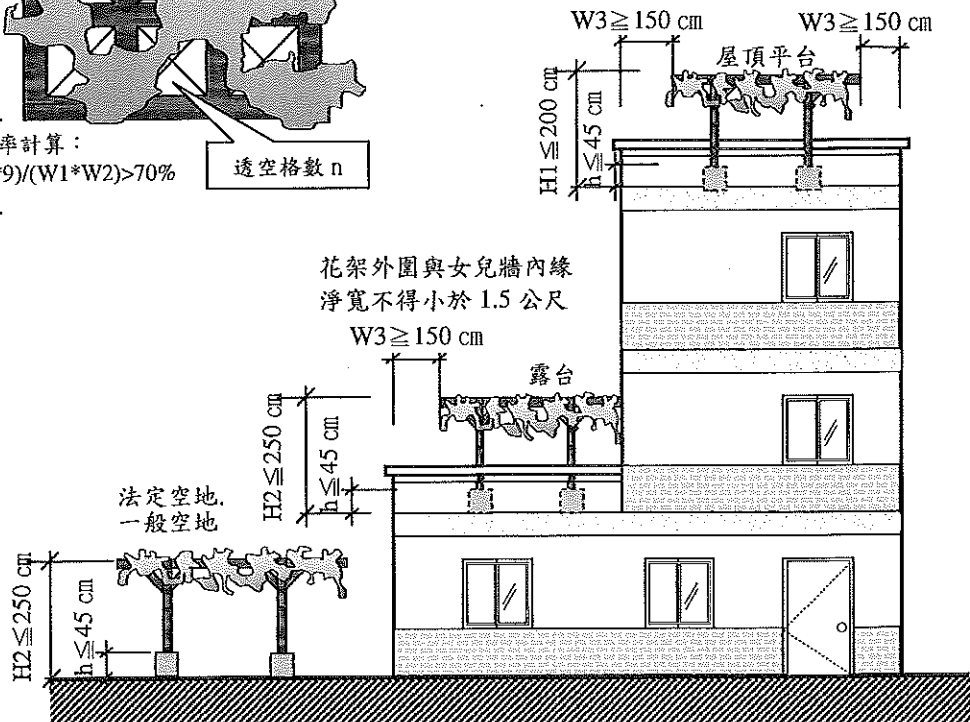 率計算：
*9)/(W1*W2)>70%
透空格數 n
W3≧150 cm
W3≧150 cm
屋頂平台
H1≦200 cm
h≦45 cm
花架外圍與女兒牆內緣
淨寬不得小於 1.5 公尺
W3≧150 cm
露台
H2≦250 cm
h≦45 cm
法定空地.
一般空地
H2≦250 cm
h≦45 cm